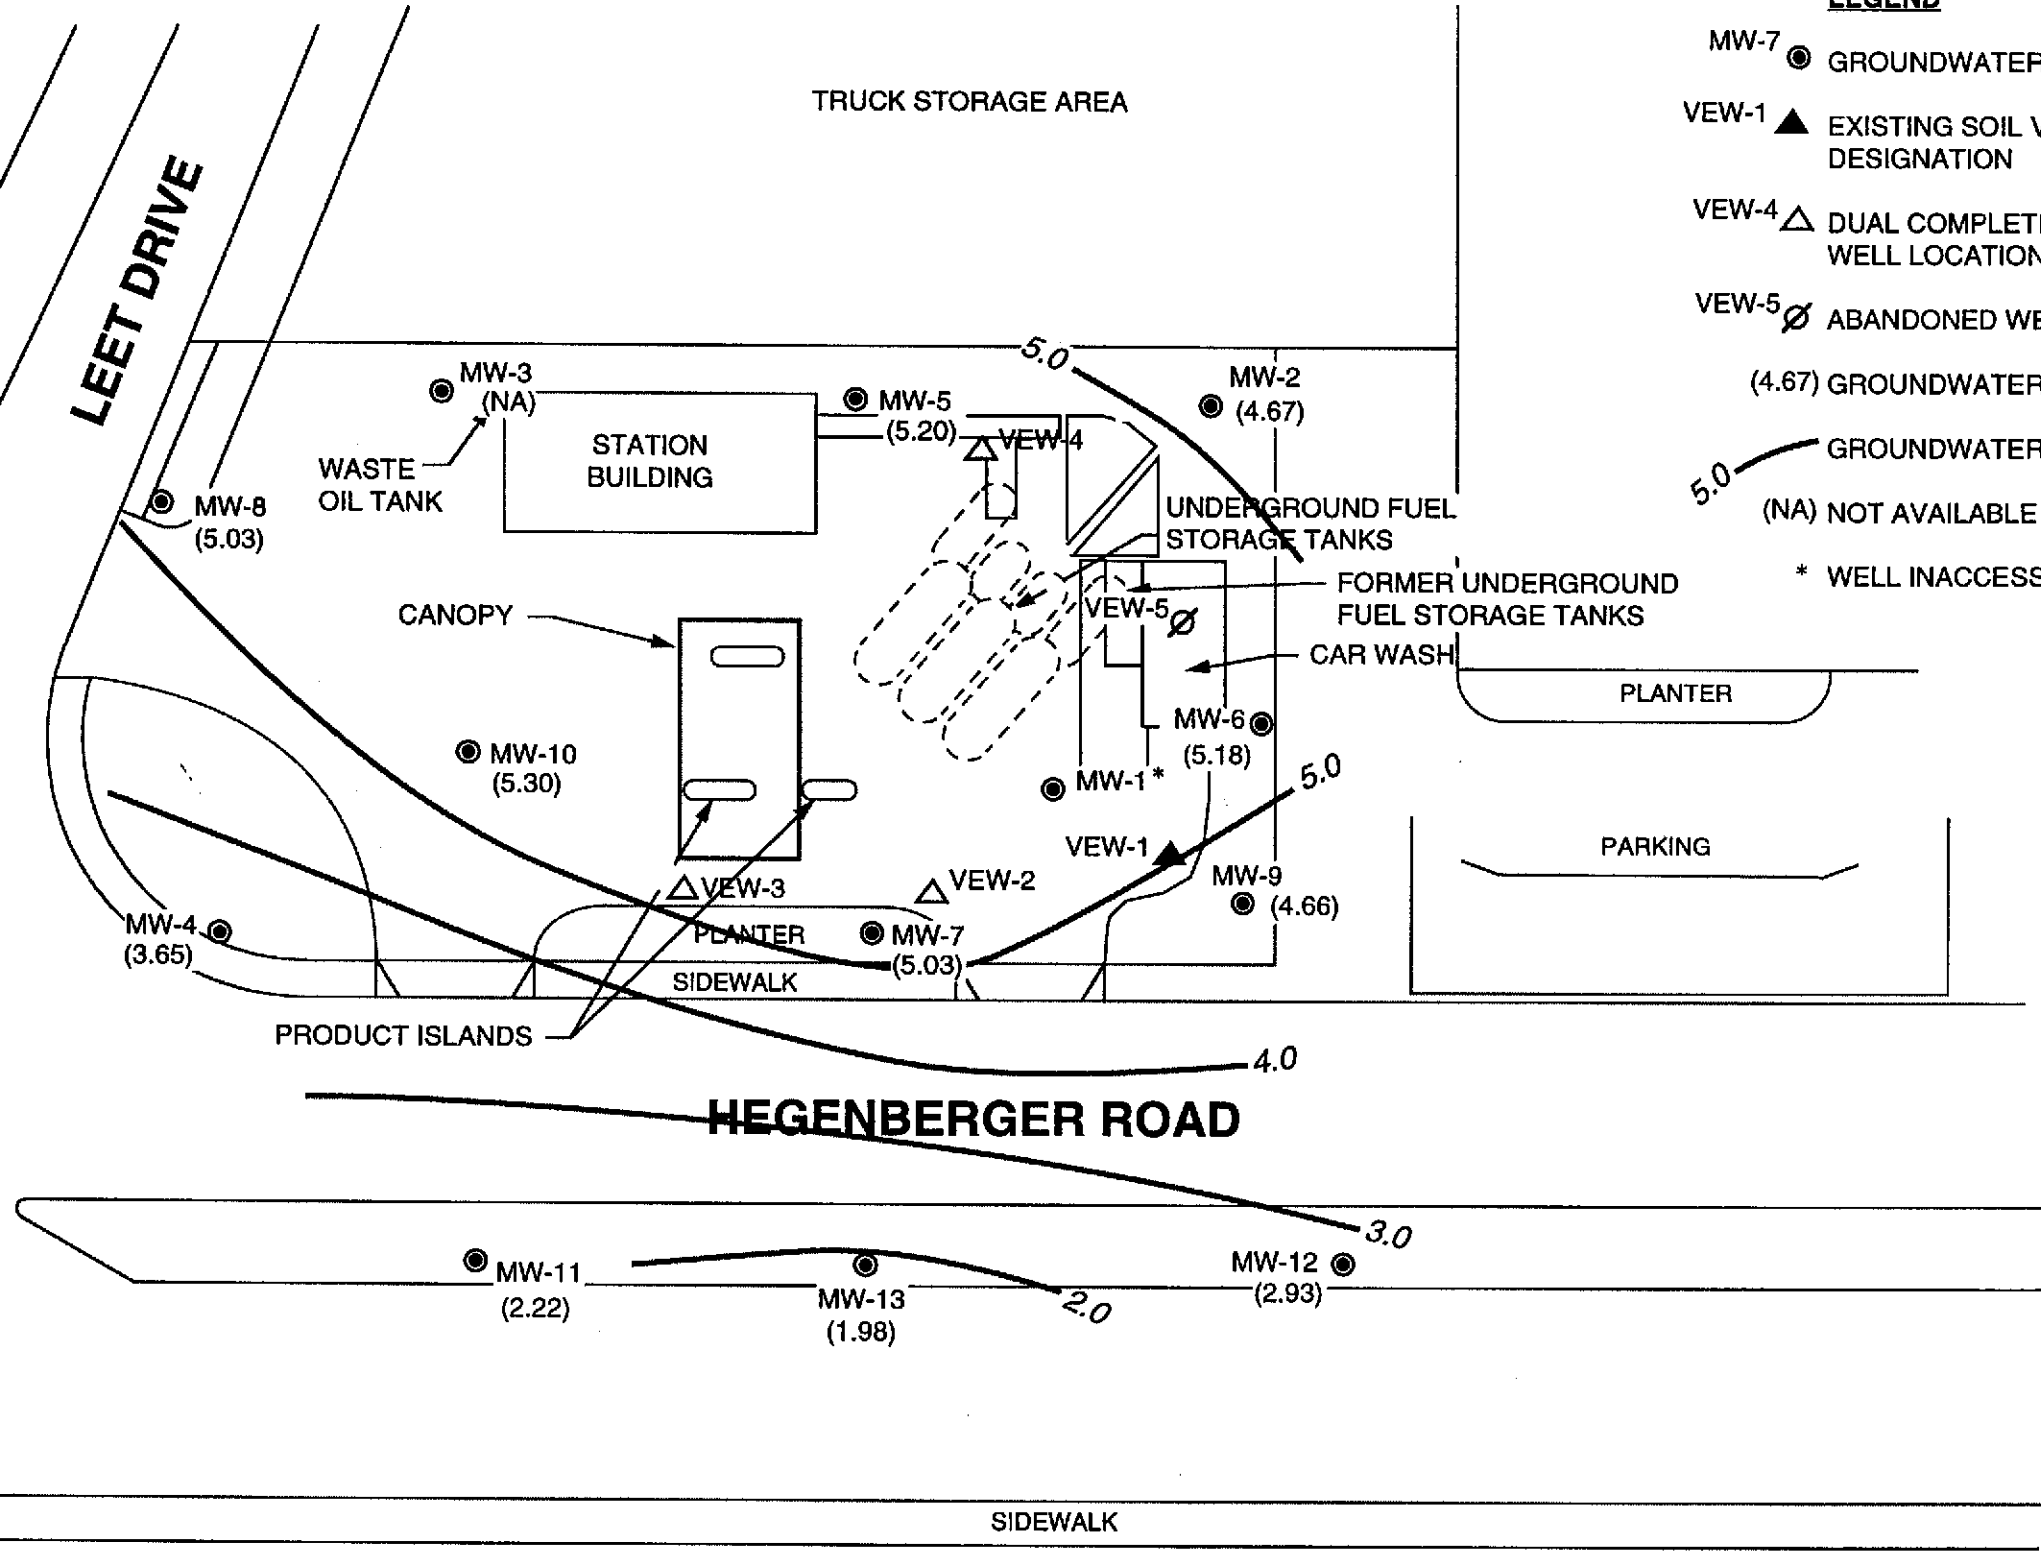 LEGEND
MW-7
GROUNDWATER
VEW-1
EXISTING SOIL V
DESIGNATION
VEW-4
DUAL COMPLETI
WELL LOCATION
VEW-5
ABANDONED WE
(4.67) GROUNDWATER
5.0
GROUNDWATER
(NA) NOT AVAILABLE
* WELL INACCESS
TRUCK STORAGE AREA
LEET DRIVE
5.0
MW-3
(NA)
MW-5
(5.20)
MW-2
(4.67)
VEW-4
STATION
BUILDING
WASTE
OIL TANK
MW-8
(5.03)
UNDERGROUND FUEL
STORAGE TANKS
FORMER UNDERGROUND
FUEL STORAGE TANKS
VEW-5
CANOPY
CAR WASH
PLANTER
MW-6
(5.18)
MW-10
(5.30)
MW-1*
5.0
VEW-1
PARKING
MW-9
(4.66)
VEW-3
VEW-2
MW-4
(3.65)
PLANTER
MW-7
(5.03)
SIDEWALK
PRODUCT ISLANDS
4.0
HEGENBERGER ROAD
3.0
MW-11
(2.22)
MW-13
(1.98)
2.0
MW-12
(2.93)
SIDEWALK